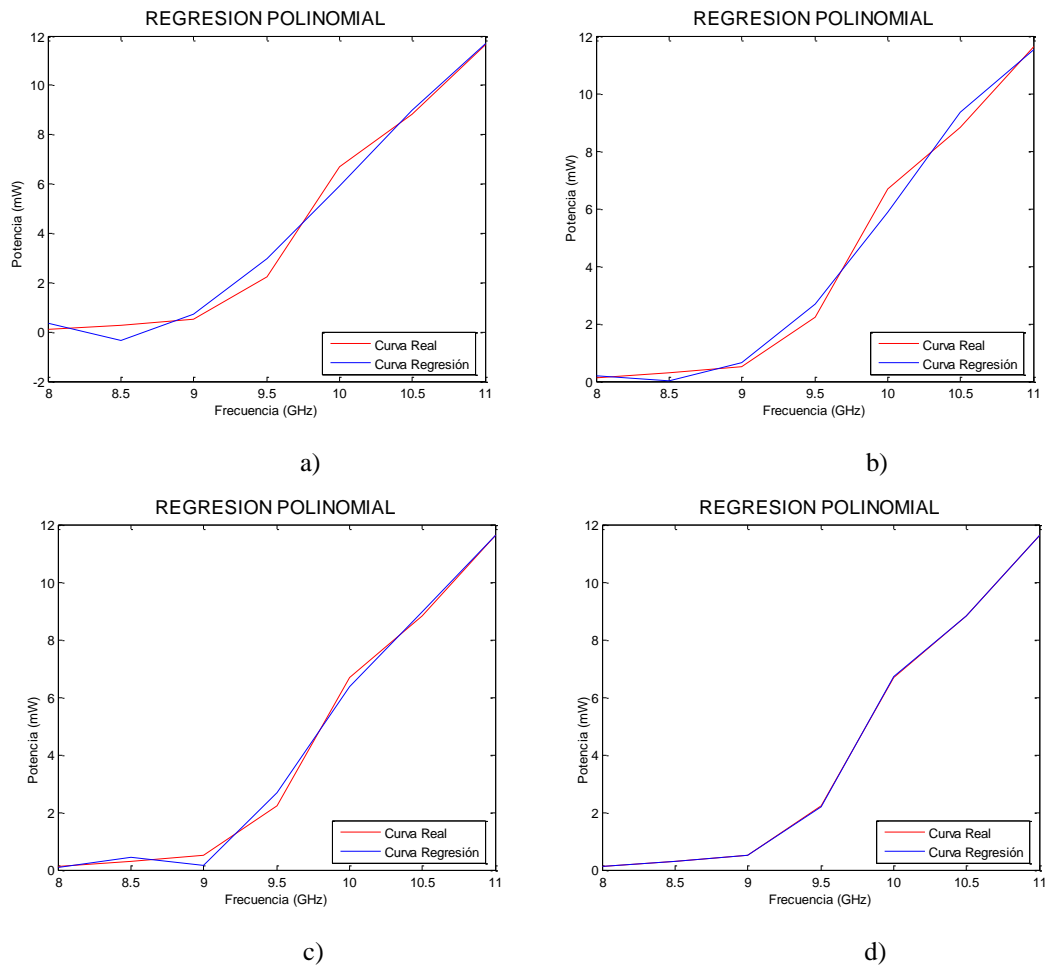 REGRESION POLINOMIAL
12
10
8
6
4
2
0
-2
Potencia (mW)
8 8.5 9 9.5 10 10.5 11
Frecuencia (GHz)
Curva Real
Curva Regresión
a)
REGRESION POLINOMIAL
12
10
8
6
4
2
0
Potencia (mW)
8 8.5 9 9.5 10 10.5 11
Frecuencia (GHz)
Curva Real
Curva Regresión
b)
REGRESION POLINOMIAL
12
10
8
6
4
2
0
Potencia (mW)
8 8.5 9 9.5 10 10.5 11
Frecuencia (GHz)
Curva Real
Curva Regresión
c)
REGRESION POLINOMIAL
12
10
8
6
4
2
0
Potencia (mW)
8 8.5 9 9.5 10 10.5 11
Frecuencia (GHz)
Curva Real
Curva Regresión
d)